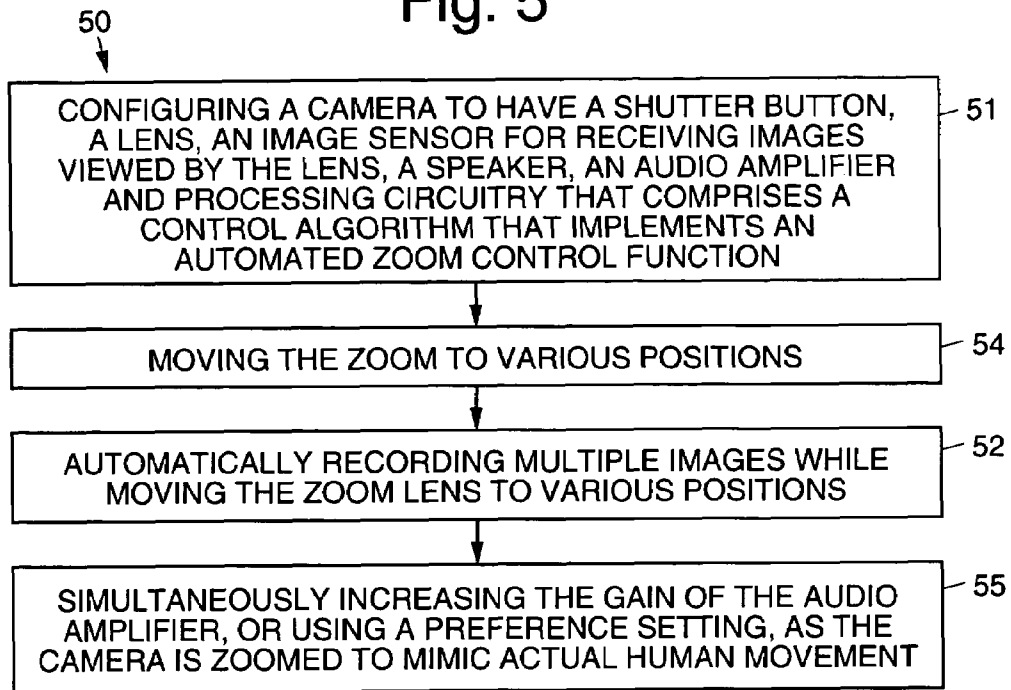 Fig. 5
50
CONFIGURING A CAMERA TO HAVE A SHUTTER BUTTON,
A LENS, AN IMAGE SENSOR FOR RECEIVING IMAGES
VIEWED BY THE LENS, A SPEAKER, AN AUDIO AMPLIFIER
AND PROCESSING CIRCUITRY THAT COMPRISES A
CONTROL ALGORITHM THAT IMPLEMENTS AN
AUTOMATED ZOOM CONTROL FUNCTION
51
MOVING THE ZOOM TO VARIOUS POSITIONS
54
AUTOMATICALLY RECORDING MULTIPLE IMAGES WHILE
MOVING THE ZOOM LENS TO VARIOUS POSITIONS
52
SIMULTANEOUSLY INCREASING THE GAIN OF THE AUDIO
AMPLIFIER, OR USING A PREFERENCE SETTING, AS THE
CAMERA IS ZOOMED TO MIMIC ACTUAL HUMAN MOVEMENT
55